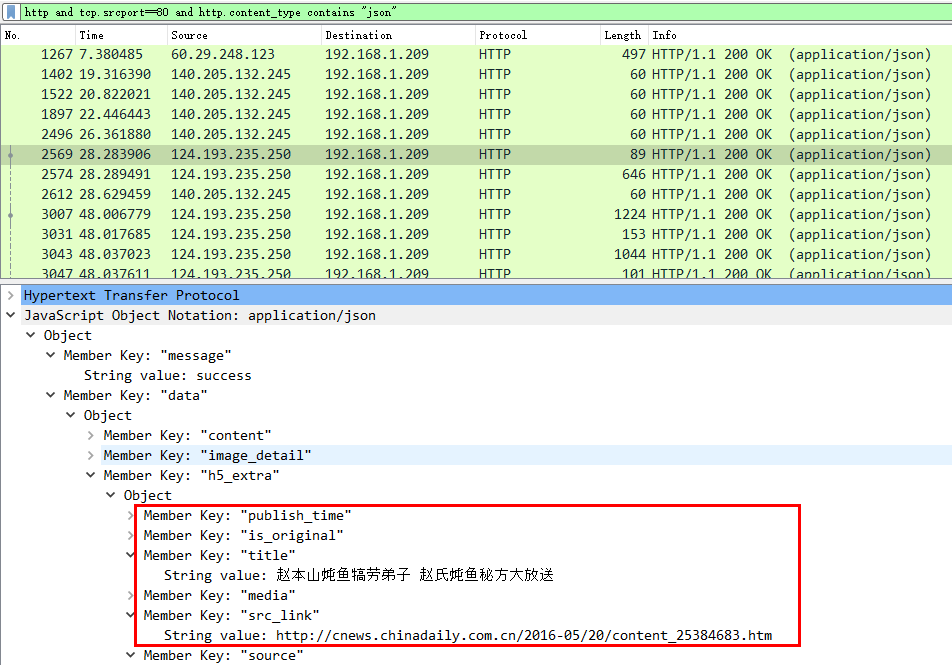 http and tcp.srcport==80 and http.content_type contains "json"
No. Time Source Destination Protocol Length Info
1267 7.380485 60.29.248.123 192.168.1.209 HTTP 497 HTTP/1.1 200 OK (application/json)
1402 19.316390 140.205.132.245 192.168.1.209 HTTP 60 HTTP/1.1 200 OK (application/json)
1522 20.822021 140.205.132.245 192.168.1.209 HTTP 60 HTTP/1.1 200 OK (application/json)
1897 22.446443 140.205.132.245 192.168.1.209 HTTP 60 HTTP/1.1 200 OK (application/json)
2496 26.361880 140.205.132.245 192.168.1.209 HTTP 60 HTTP/1.1 200 OK (application/json)
2569 28.283906 124.193.235.250 192.168.1.209 HTTP 89 HTTP/1.1 200 OK (application/json)
2574 28.289491 124.193.235.250 192.168.1.209 HTTP 646 HTTP/1.1 200 OK (application/json)
2612 28.629459 140.205.132.245 192.168.1.209 HTTP 60 HTTP/1.1 200 OK (application/json)
3007 48.006779 124.193.235.250 192.168.1.209 HTTP 1224 HTTP/1.1 200 OK (application/json)
3031 48.017685 124.193.235.250 192.168.1.209 HTTP 153 HTTP/1.1 200 OK (application/json)
3043 48.037023 124.193.235.250 192.168.1.209 HTTP 1044 HTTP/1.1 200 OK (application/json)
3047 48.037611 124.193.235.250 192.168.1.209 HTTP 101 HTTP/1.1 200 OK (application/json)
Hypertext Transfer Protocol
JavaScript Object Notation: application/json
Object
Member Key: "message"
String value: success
Member Key: "data"
Object
Member Key: "content"
Member Key: "image_detail"
Member Key: "h5_extra"
Object
Member Key: "publish_time"
Member Key: "is_original"
Member Key: "title"
String value: 赵本山炖鱼犒劳弟子 赵氏炖鱼秘方大放送
Member Key: "media"
Member Key: "src_link"
String value: http://cnews.chinadaily.com.cn/2016-05/20/content_25384683.htm
Member Key: "source"